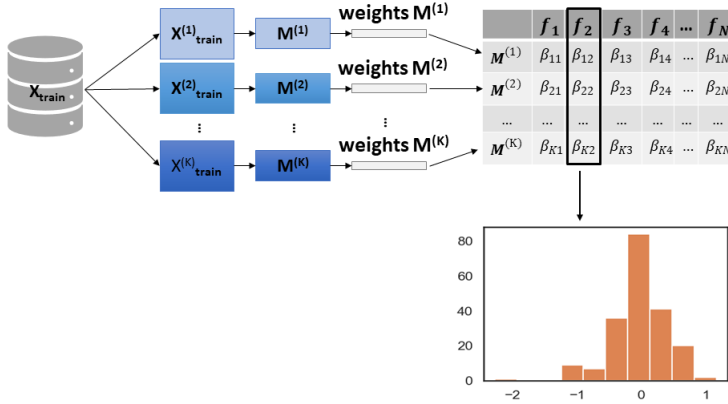 X_train
X^(1)_train
M^(1)
weights M^(1)
X^(2)_train
M^(2)
weights M^(2)
⋮
⋮
⋮
X^(K)_train
M^(K)
weights M^(K)
f_1 f_2 f_3 f_4 ... f_N
M^(1) β_11 β_12 β_13 β_14 ... β_1N
M^(2) β_21 β_22 β_23 β_24 ... β_2N
... ... ... ... ... ... ...
M^(K) β_K1 β_K2 β_K3 β_K4 ... β_KN
80
60
40
20
0
−2 −1 0 1